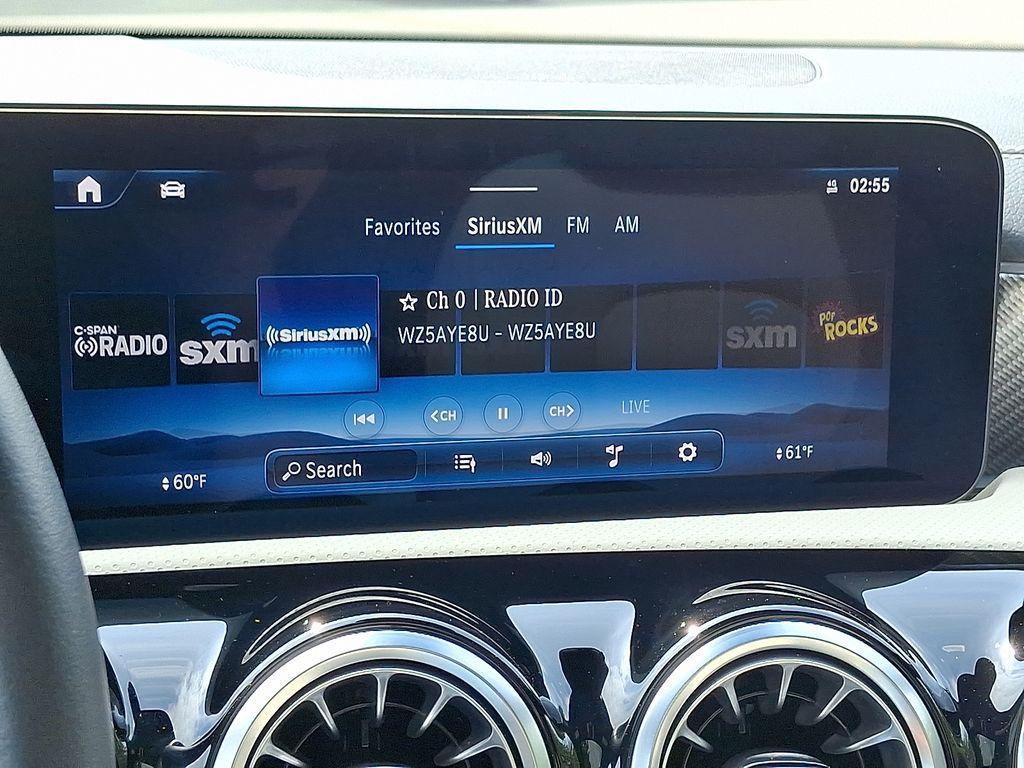 4G 02:55
Favorites SiriusXM FM AM
Ch 0 | RADIO ID
WZ5AYE8U - WZ5AYE8U
C-SPAN
RADIO
sxm
((SiriusXM))
sxm
POP
ROCKS
CH
CH
LIVE
Search
60°F
61°F